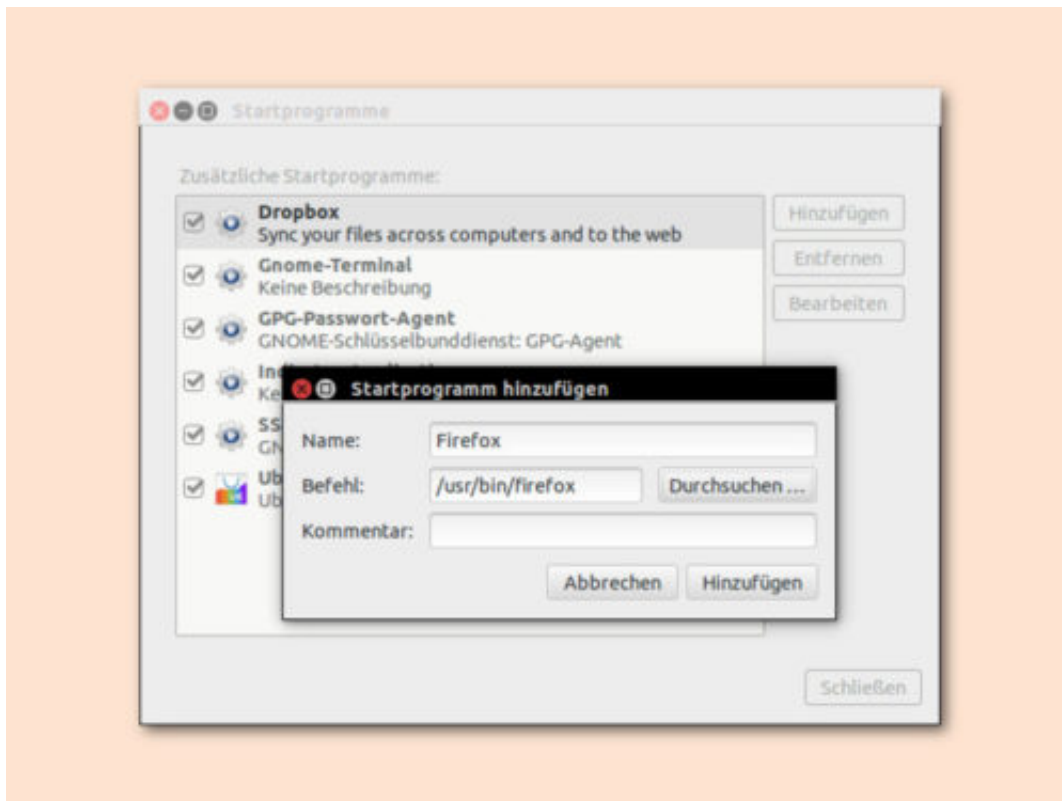 Startprogramme
Zusätzliche Startprogramme:
Dropbox
Sync your files across computers and to the web
Gnome-Terminal
Keine Beschreibung
GPG-Passwort-Agent
GNOME-Schlüsselbunddienst: GPG-Agent
Hinzufügen
Entfernen
Bearbeiten
Startprogramm hinzufügen
Name:
Firefox
Befehl:
/usr/bin/firefox
Durchsuchen ...
Kommentar:
Abbrechen
Hinzufügen
Schließen